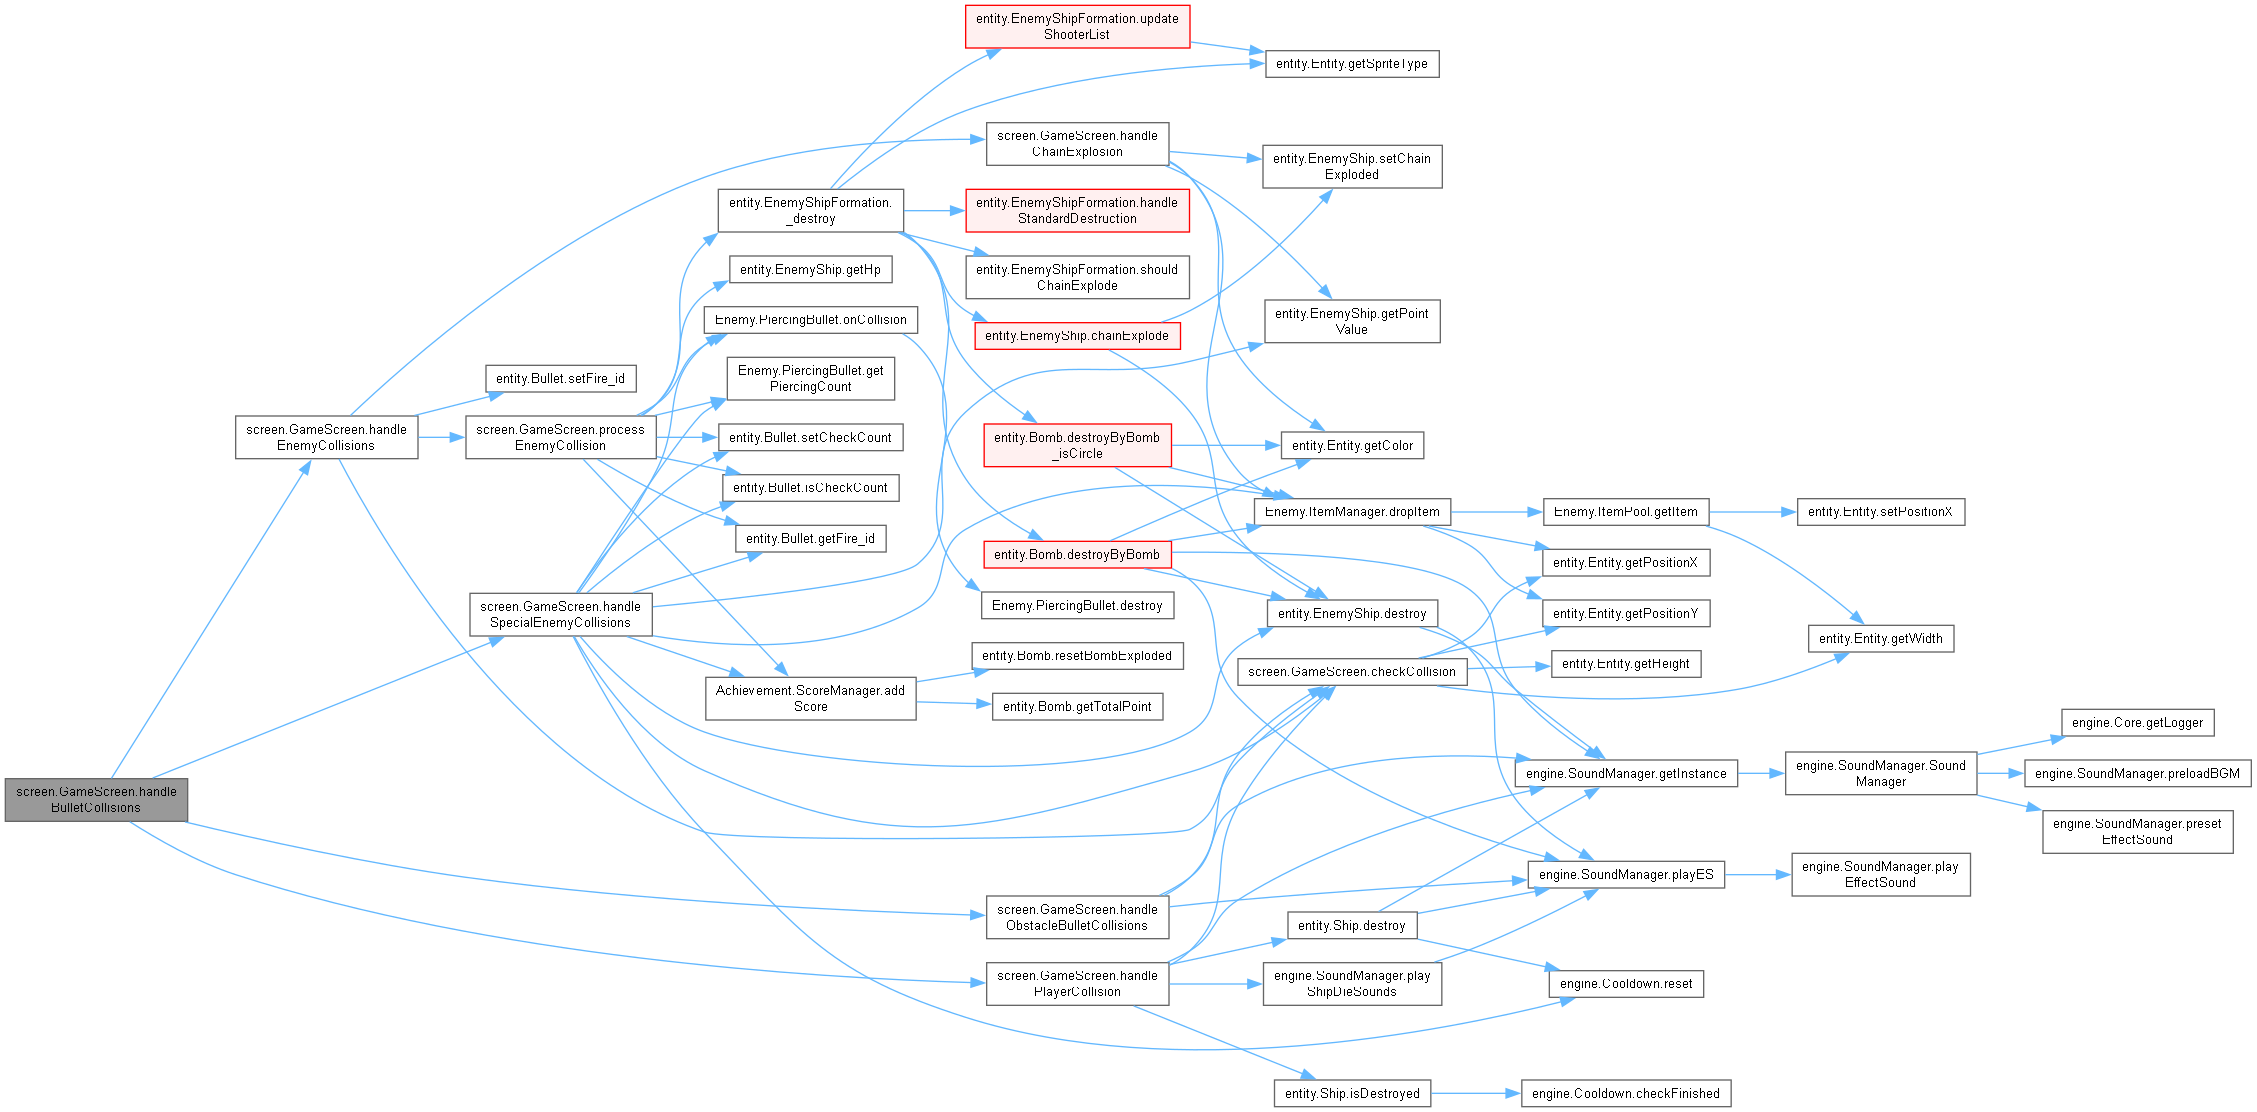 entity.EnemyShipFormation.update
ShooterList
entity.Entity.getSpriteType
screen.GameScreen.handle
ChainExplosion
entity.EnemyShip.setChain
Exploded
entity.EnemyShipFormation.
_destroy
entity.EnemyShipFormation.handle
StandardDestruction
entity.EnemyShip.getHp
entity.EnemyShipFormation.should
ChainExplode
Enemy.PiercingBullet.onCollision
entity.EnemyShip.chainExplode
entity.EnemyShip.getPoint
Value
entity.Bullet.setFire_id
Enemy.PiercingBullet.get
PiercingCount
screen.GameScreen.handle
EnemyCollisions
screen.GameScreen.process
EnemyCollision
entity.Bullet.setCheckCount
entity.Bomb.destroyByBomb
_isCircle
entity.Entity.getColor
entity.Bullet.isCheckCount
Enemy.ItemManager.dropItem
Enemy.ItemPool.getItem
entity.Entity.setPositionX
entity.Bullet.getFire_id
entity.Bomb.destroyByBomb
entity.Entity.getPositionX
screen.GameScreen.handle
SpecialEnemyCollisions
Enemy.PiercingBullet.destroy
entity.EnemyShip.destroy
entity.Entity.getPositionY
entity.Entity.getWidth
entity.Bomb.resetBombExploded
screen.GameScreen.checkCollision
entity.Entity.getHeight
Achievement.ScoreManager.add
Score
entity.Bomb.getTotalPoint
engine.Core.getLogger
screen.GameScreen.handle
BulletCollisions
engine.SoundManager.getInstance
engine.SoundManager.Sound
Manager
engine.SoundManager.preloadBGM
engine.SoundManager.preset
EffectSound
engine.SoundManager.playES
engine.SoundManager.play
EffectSound
screen.GameScreen.handle
ObstacleBulletCollisions
entity.Ship.destroy
screen.GameScreen.handle
PlayerCollision
engine.SoundManager.play
ShipDieSounds
engine.Cooldown.reset
entity.Ship.isDestroyed
engine.Cooldown.checkFinished